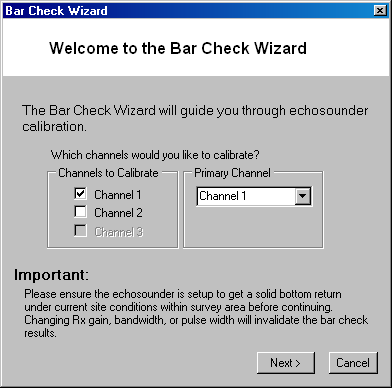 Bar Check Wizard
Welcome to the Bar Check Wizard
The Bar Check Wizard will guide you through echosounder
calibration.
Which channels would you like to calibrate?
Channels to Calibrate
Channel 1
Channel 2
Channel 3
Primary Channel
Channel 1
Important:
Please ensure the echosounder is setup to get a solid bottom return
under current site conditions within survey area before continuing.
Changing Rx gain, bandwidth, or pulse width will invalidate the bar check
results.
Next >
Cancel